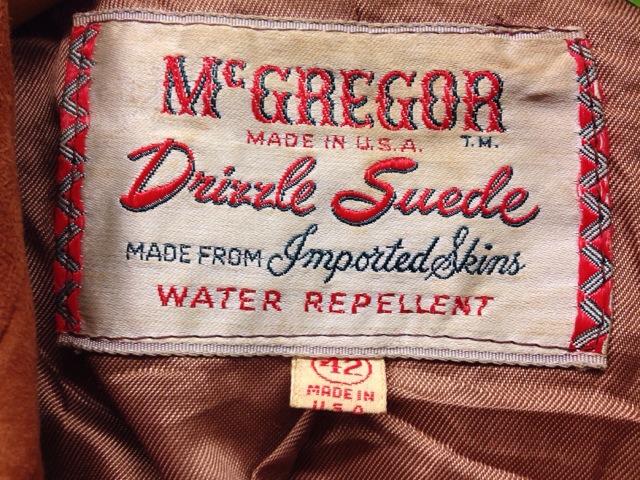 McGREGOR
MADE IN U.S.A. T.M.
Drizzle Suede
MADE FROM Imported Skins
WATER REPELLENT
42
MADE IN
U.S.A